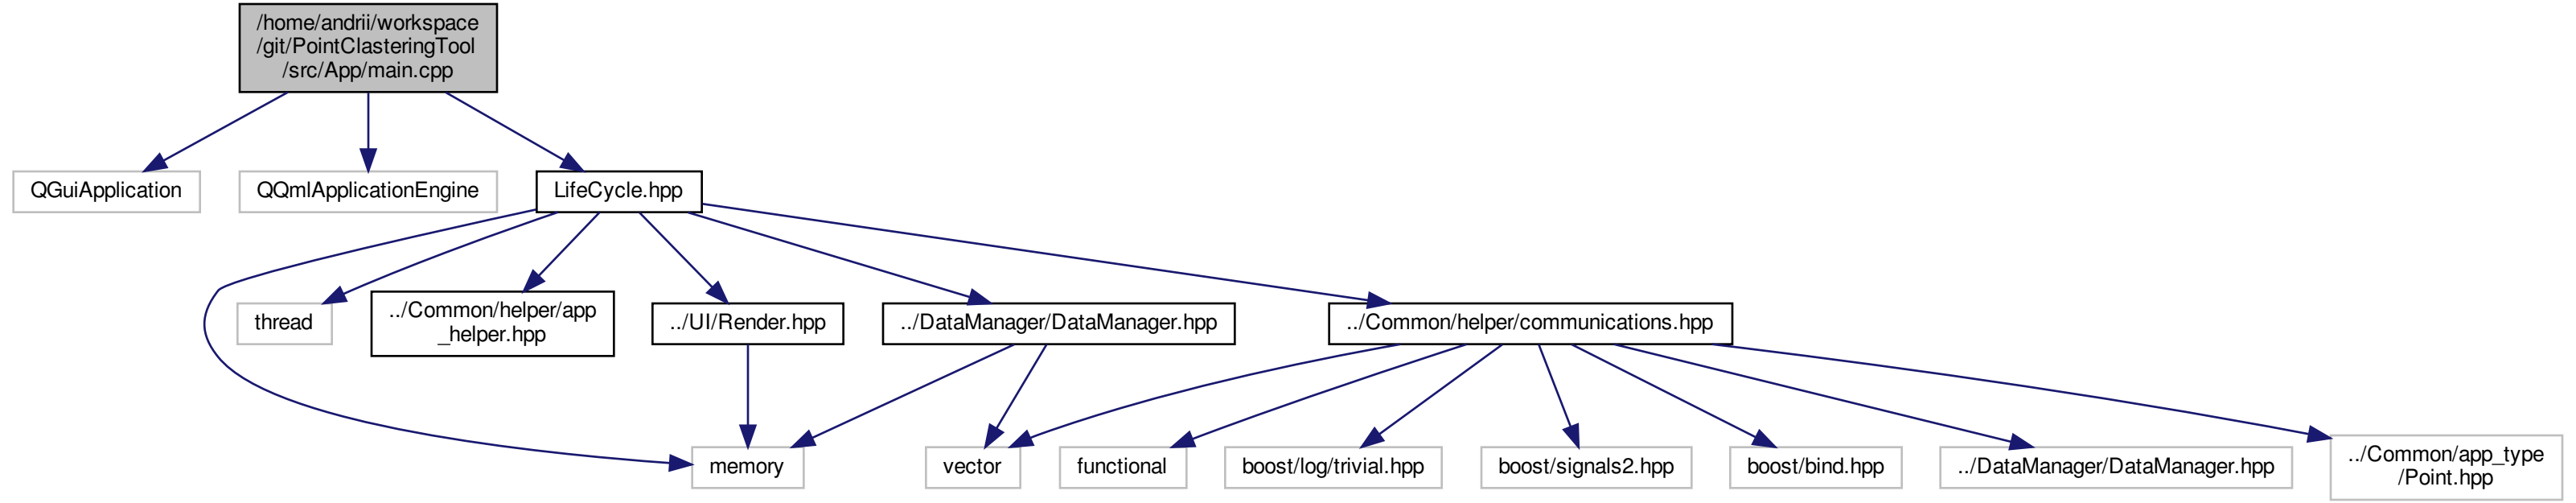 /home/andrii/workspace
/git/PointClasteringTool
/src/App/main.cpp
QGuiApplication
QQmlApplicationEngine
LifeCycle.hpp
thread
../Common/helper/app
_helper.hpp
../UI/Render.hpp
../DataManager/DataManager.hpp
../Common/helper/communications.hpp
memory
vector
functional
boost/log/trivial.hpp
boost/signals2.hpp
boost/bind.hpp
../DataManager/DataManager.hpp
../Common/app_type
/Point.hpp